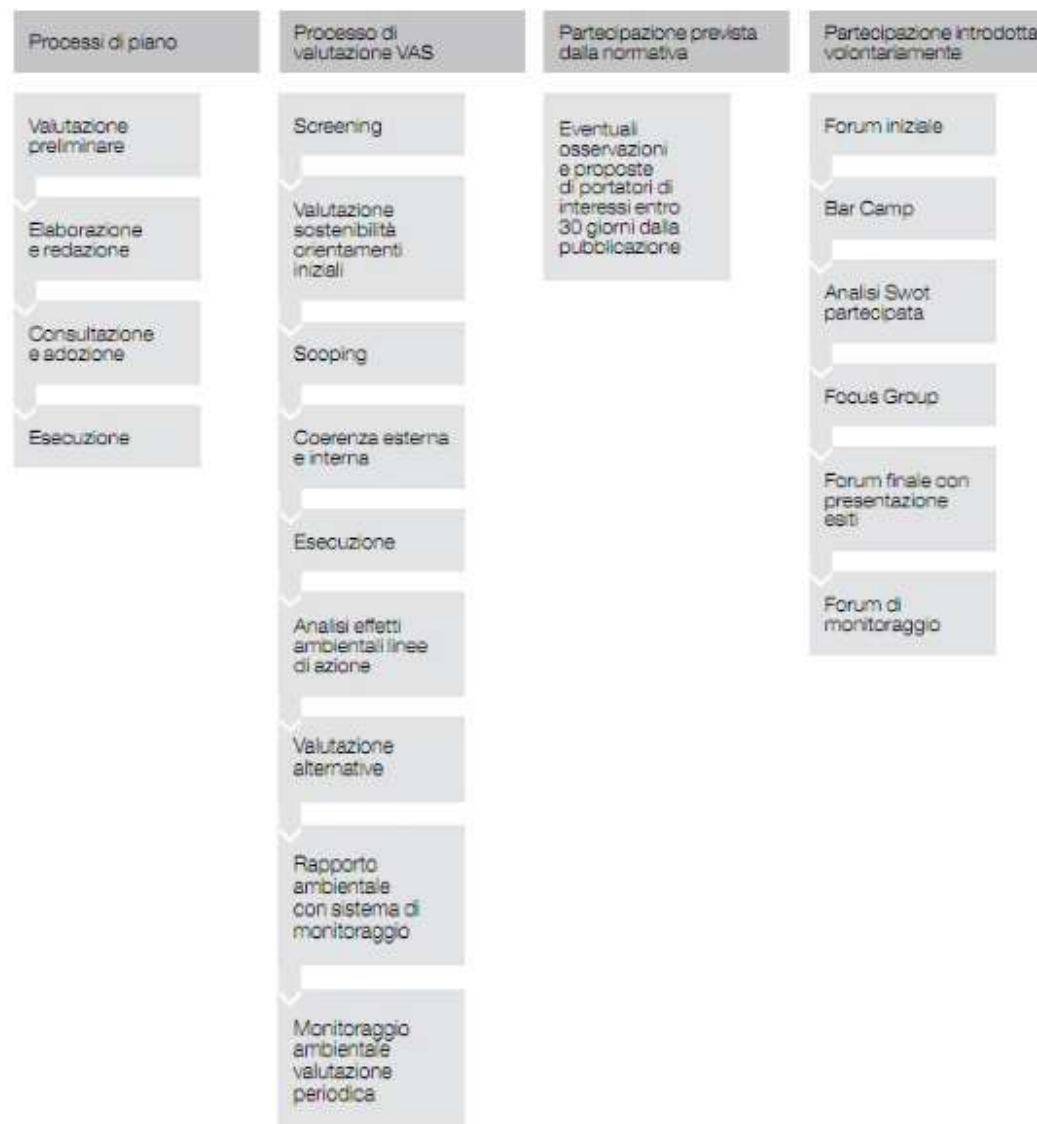 Processi di piano
Processo di
valutazione VAS
Partecipazione prevista
dalla normativa
Partecipazione introdotta
volontariamente
Valutazione
preliminare
Elaborazione
e redazione
Consultazione
e adozione
Esecuzione
Screening
Valutazione
sostenibilità
orientamenti
iniziali
Scoping
Coerenza esterna
e interna
Esecuzione
Analisi effetti
ambientali linee
di azione
Valutazione
alternative
Rapporto
ambientale
con sistema di
monitoraggio
Monitoraggio
ambientale
valutazione
periodica
Eventuali
osservazioni
e proposte
di portatori di
interessi entro
30 giorni dalla
pubblicazione
Forum iniziale
Bar Camp
Analisi Swot
partecipata
Focus Group
Forum finale con
presentazione
esiti
Forum di
monitoraggio